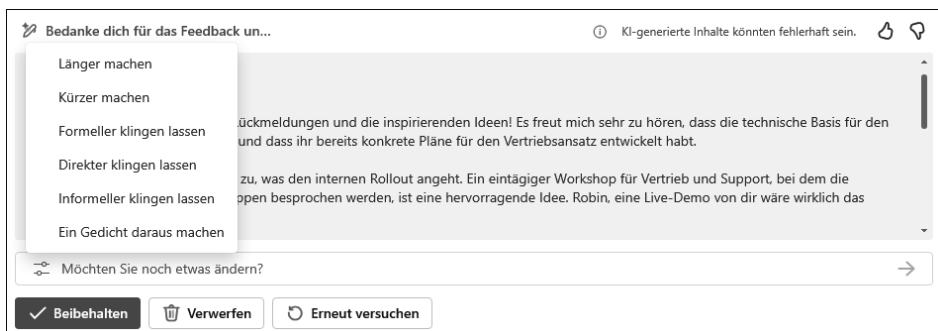 Bedanke dich für das Feedback un...
KI-generierte Inhalte könnten fehlerhaft sein.
Länger machen
Kürzer machen
Formeller klingen lassen
Direkter klingen lassen
Informeller klingen lassen
Ein Gedicht daraus machen
ückmeldungen und die inspirierenden Ideen! Es freut mich sehr zu hören, dass die technische Basis für den
und dass ihr bereits konkrete Pläne für den Vertriebsansatz entwickelt habt.
zu, was den internen Rollout angeht. Ein eintägiger Workshop für Vertrieb und Support, bei dem die
ppen besprochen werden, ist eine hervorragende Idee. Robin, eine Live-Demo von dir wäre wirklich das
Möchten Sie noch etwas ändern?
Beibehalten
Verwerfen
Erneut versuchen